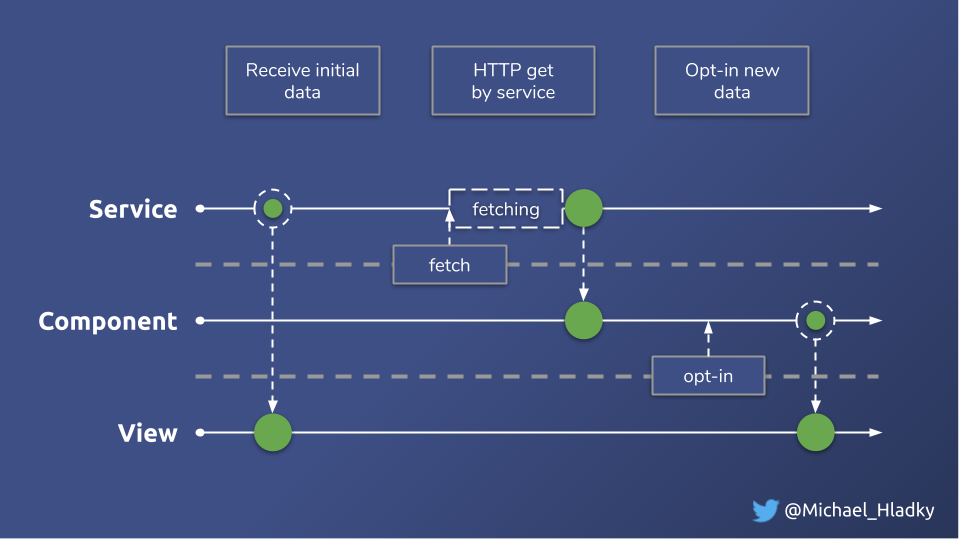 Receive initial
data
HTTP get
by service
Opt-in new
data
Service
fetching
fetch
Component
opt-in
View
@Michael_Hladky